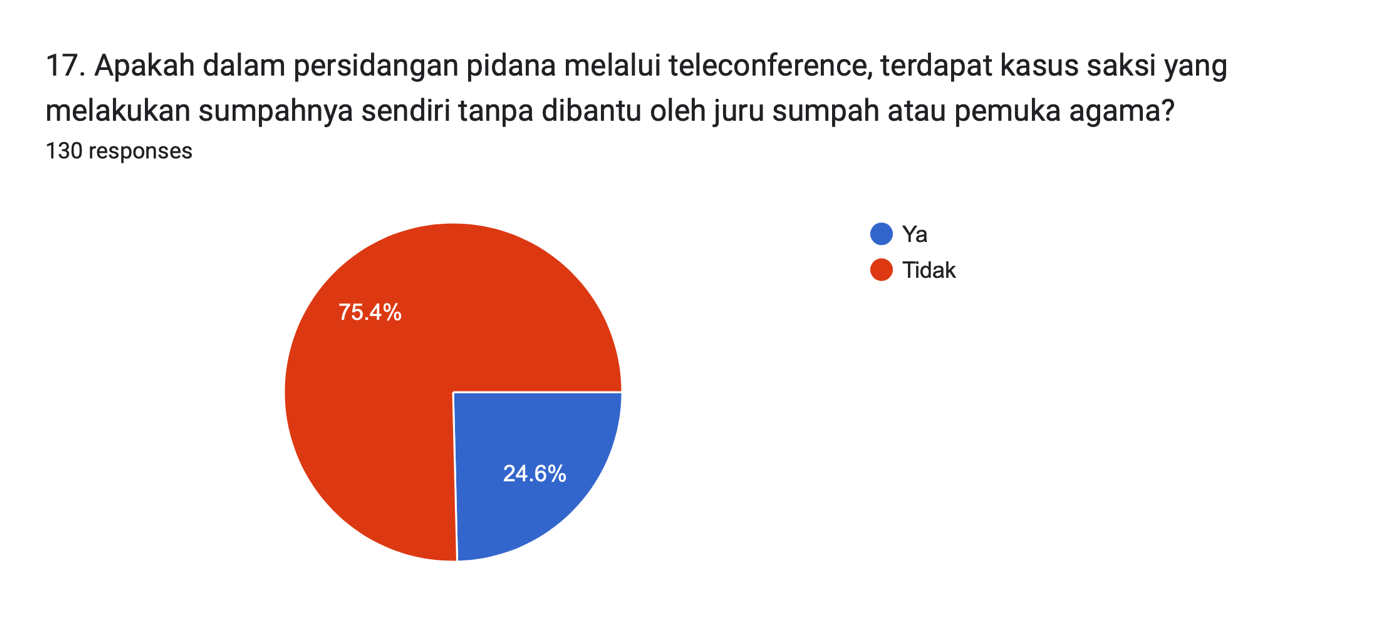 17. Apakah dalam persidangan pidana melalui teleconference, terdapat kasus saksi yang
melakukan sumpahnya sendiri tanpa dibantu oleh juru sumpah atau pemuka agama?
130 responses
Ya
Tidak
75.4%
24.6%